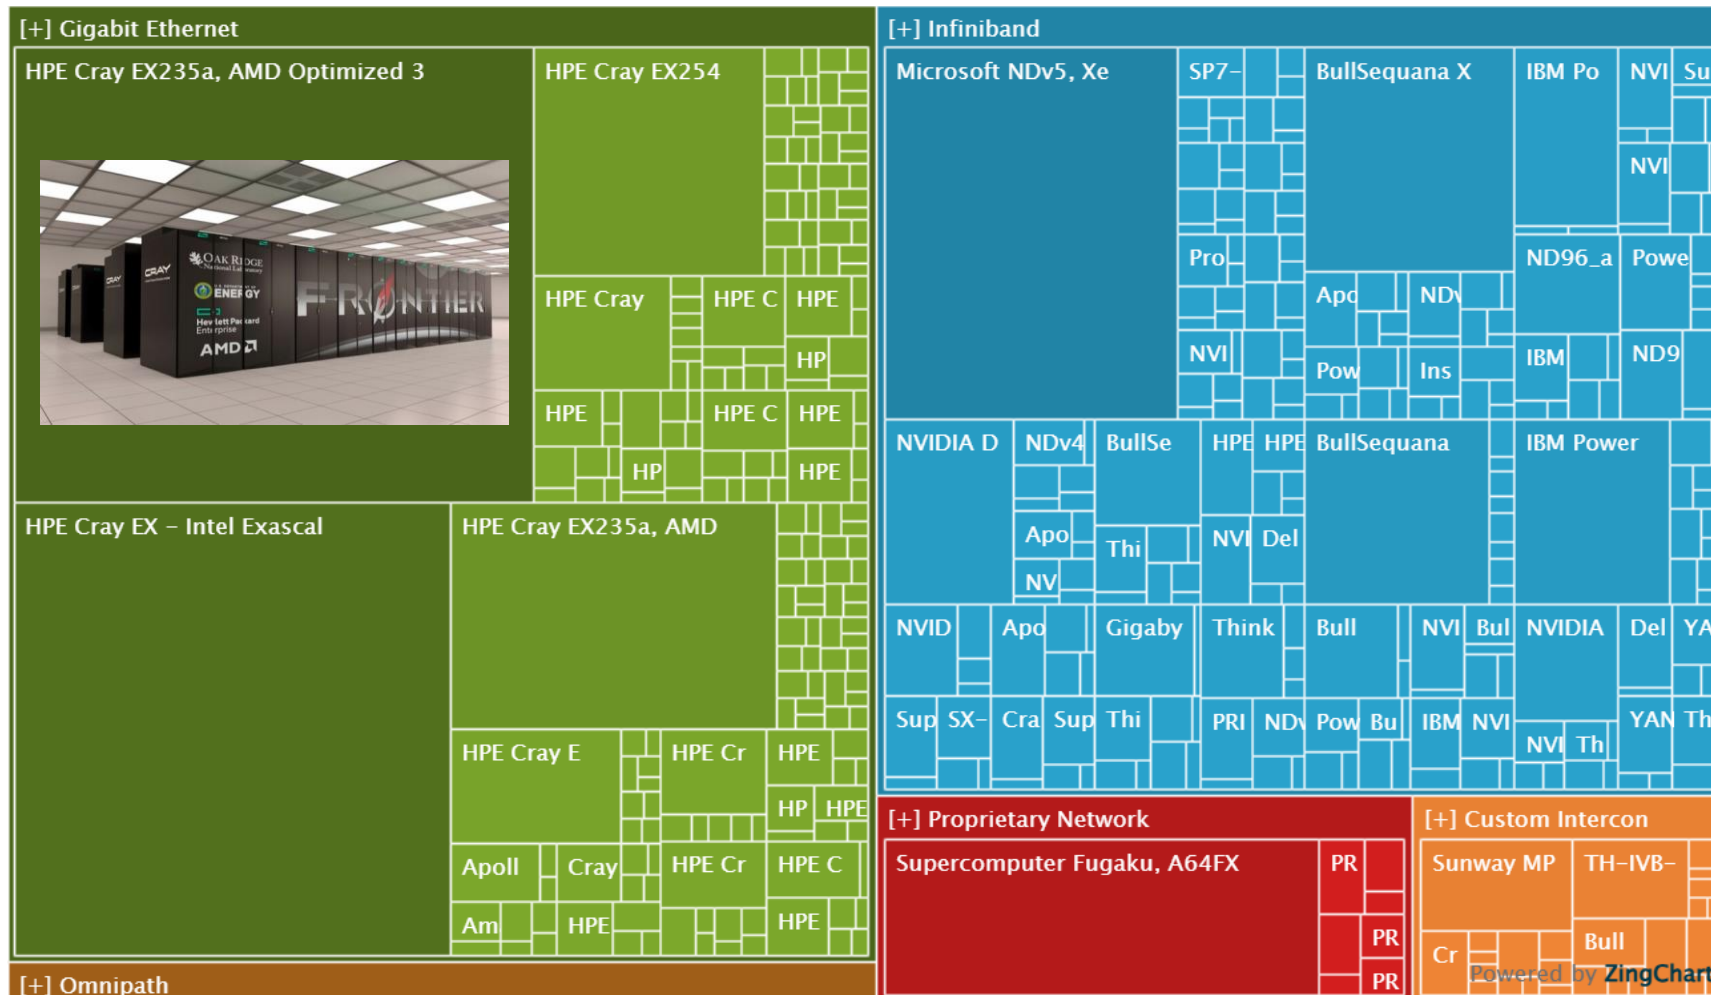 [+] Gigabit Ethernet
HPE Cray EX235a, AMD Optimized 3
OAK RIDGE
National Laboratory
ENERGY
Hewlett Packard
Enterprise
AMD
FRONTIER
CRAY
CRAY
HPE Cray EX254
HPE Cray
HPE C
HPE
HP
HPE
HPE C
HPE
HP
HPE
HPE Cray EX – Intel Exascal
HPE Cray EX235a, AMD
HPE Cray E
HPE Cr
HPE
HP
HPE
Apoll
Cray
HPE Cr
HPE C
Am
HPE
HPE
[+] Omnipath
[+] Infiniband
Microsoft NDv5, Xe
SP7-
BullSequana X
IBM Po
NVI
Su
NVI
Pro
ND96_a
Powe
Apo
NDv
NVI
Pow
Ins
IBM
ND9
NVIDIA D
NDv4
BullSe
HPE
HPE
BullSequana
IBM Power
Apo
Thi
NVI
Del
NV
NVID
Apo
Gigaby
Think
Bull
NVI
Bul
NVIDIA
Del
YA
Sup
SX-
Cra
Sup
Thi
PRI
NDv
Pow
Bu
IBM
NVI
NVI
Th
YAN
Th
[+] Proprietary Network
Supercomputer Fugaku, A64FX
PR
PR
PR
[+] Custom Intercon
Sunway MP
TH-IVB-
Cr
Bull
Powered by ZingChart